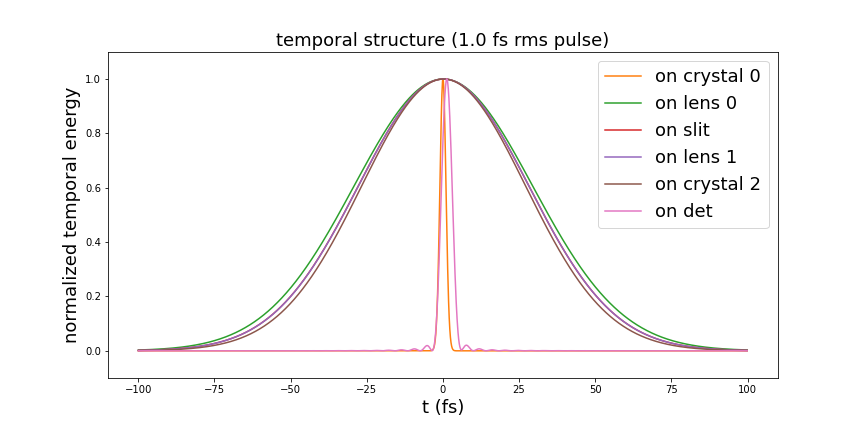 temporal structure (1.0 fs rms pulse)
normalized temporal energy
1.0
0.8
0.6
0.4
0.2
0.0
on crystal 0
on lens 0
on slit
on lens 1
on crystal 2
on det
−100
−75
−50
−25
0
25
50
75
100
t (fs)